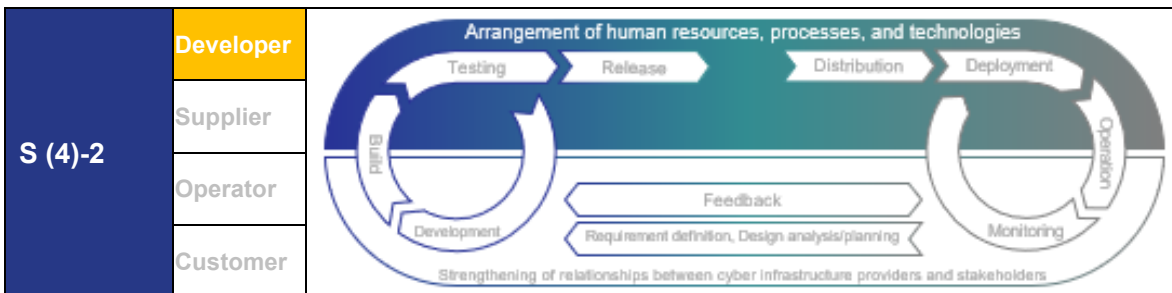 S (4)-2
Developer
Supplier
Operator
Customer
Arrangement of human resources, processes, and technologies
Testing
Release
Distribution
Deployment
Build
Operation
Development
Feedback
Requirement definition, Design analysis/planning
Monitoring
Strengthening of relationships between cyber infrastructure providers and stakeholders